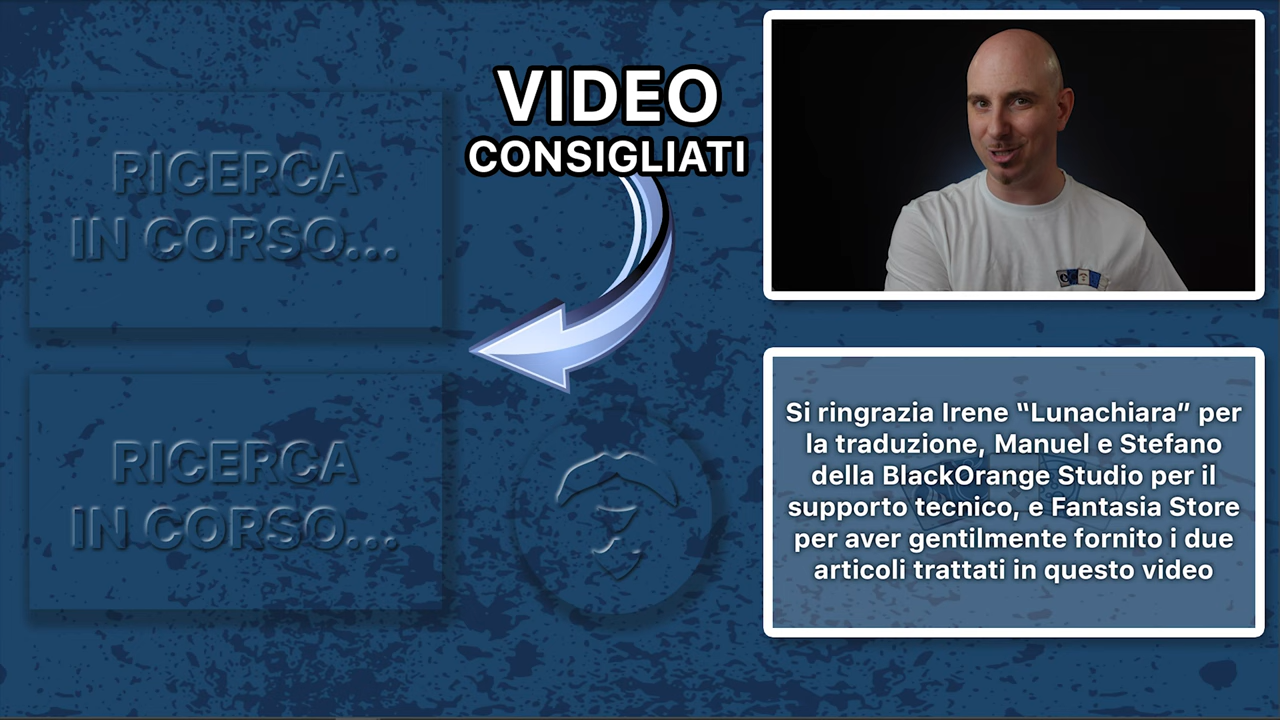 VIDEO
CONSIGLIATI
RICERCA
IN CORSO...
RICERCA
IN CORSO...
Si ringrazia Irene “Lunachiara” per
la traduzione, Manuel e Stefano
della BlackOrange Studio per il
supporto tecnico, e Fantasia Store
per aver gentilmente fornito i due
articoli trattati in questo video